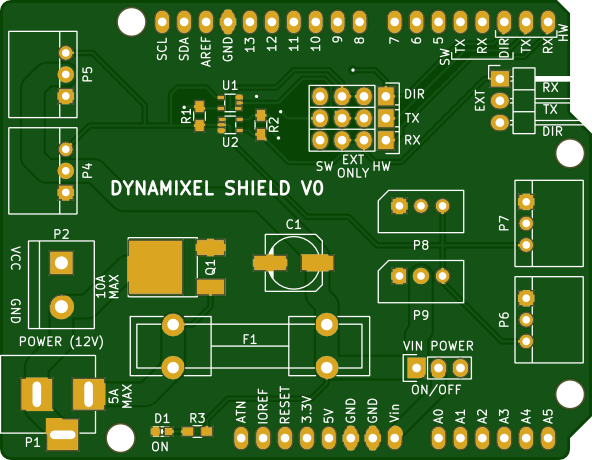 SCL
SDA
AREF
GND
13
12
11
10
9
8
7
6
5
SW
TX
RX
DIR
TX
RX
HW
P5
U1
R1
R2
U2
DIR
TX
RX
SW
EXT
ONLY
HW
EXT
RX
TX
DIR
P4
DYNAMIXEL SHIELD V0
P2
VCC
GND
10A
MAX
Q1
C1
P8
P7
P9
P6
POWER (12V)
F1
VIN POWER
ON/OFF
5A
MAX
P1
D1
ON
R3
ATN
IOREF
RESET
3.3V
5V
GND
GND
Vin
A0
A1
A2
A3
A4
A5